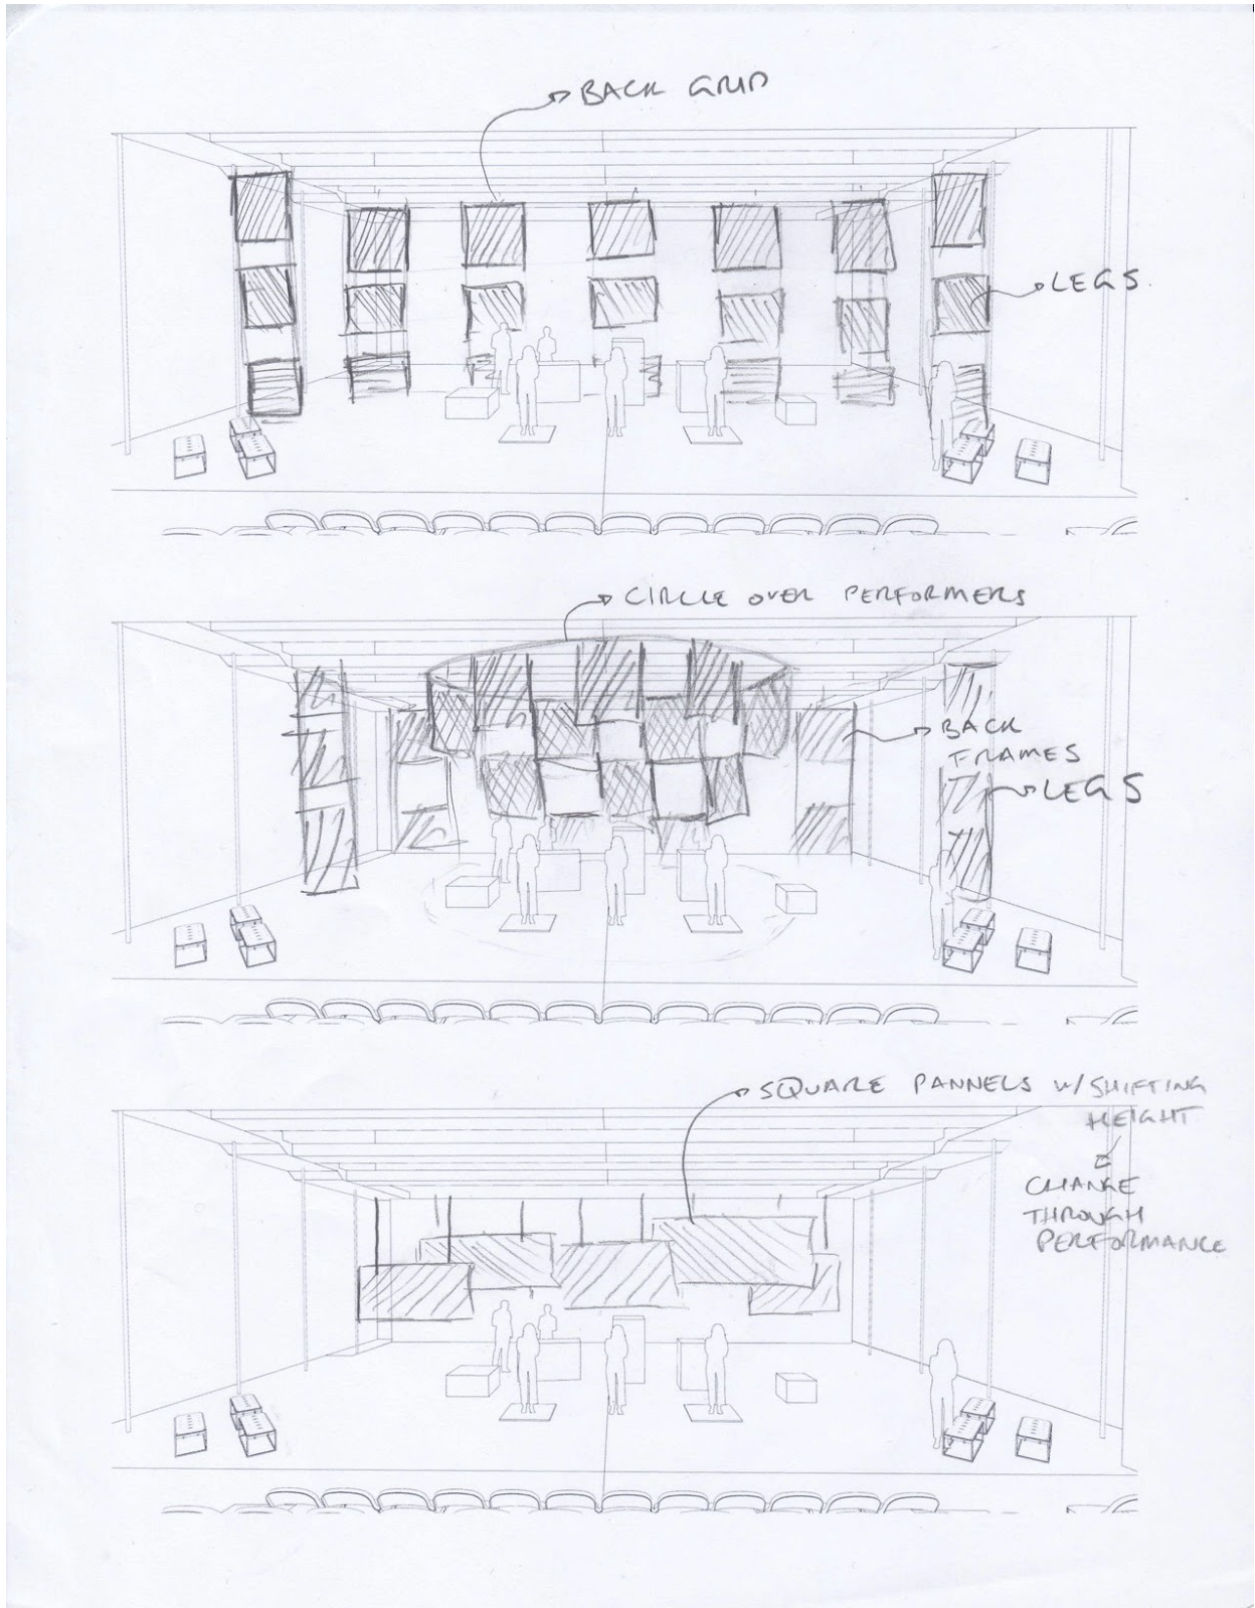 BACK GRID
LEGS.
CIRCLE OVER PERFORMERS
BACK
FRAMES
LEGS
SQUARE PANNELS W/ SHIFTING
HEIGHT
CHANGE
THROUGH
PERFORMANCE